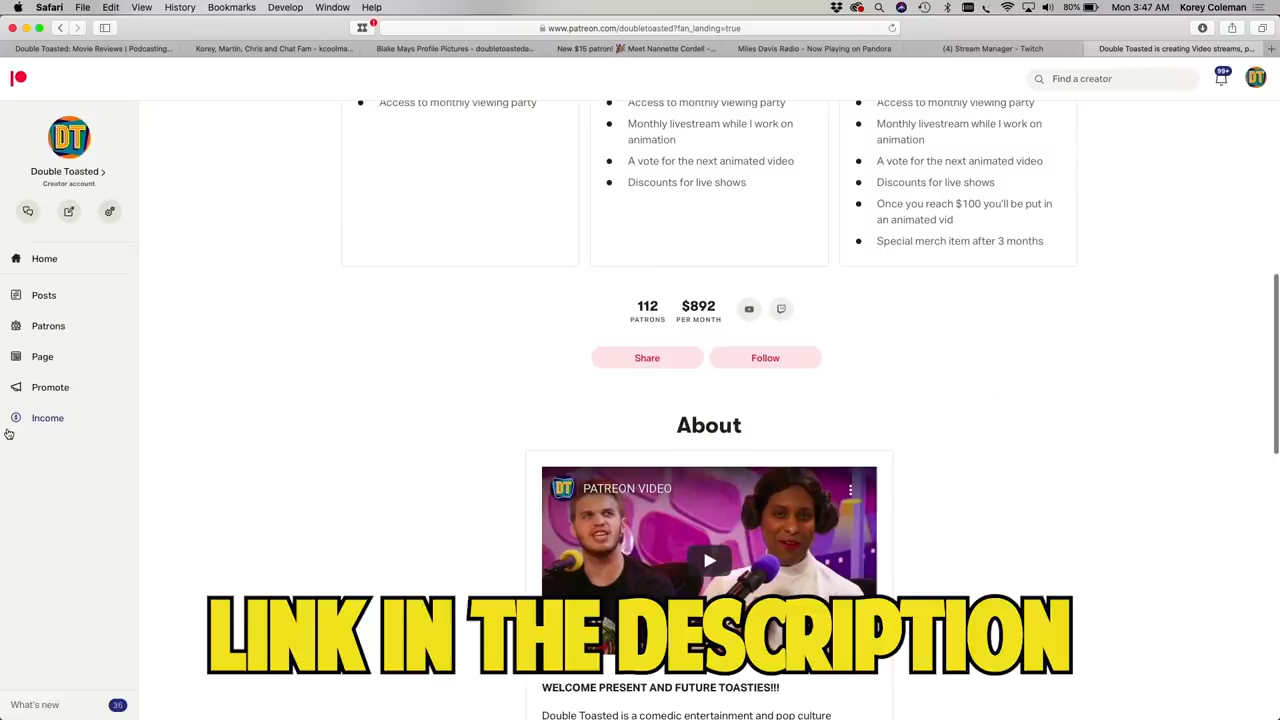 Safari File Edit View History Bookmarks Develop Window Help 80% Mon 3:47 AM Korey Coleman
www.patreon.com/doubletoasted?fan_landing=true
Double Toasted: Movie Reviews | Podcasting... Korey, Martin, Chris and Chat Fam - kcoolma... Blake Mays Profile Pictures - doubletoasteda... New $15 patron! 🎉 Meet Nannette Cordell -... Miles Davis Radio - Now Playing on Pandora (4) Stream Manager - Twitch Double Toasted is creating Video streams, p...
Find a creator
99+
DT
Double Toasted
Creator account
Home
Posts
Patrons
Page
Promote
Income
What's new 36
Access to monthly viewing party
Access to monthly viewing party
Monthly livestream while I work on
animation
A vote for the next animated video
Discounts for live shows
Access to monthly viewing party
Monthly livestream while I work on
animation
A vote for the next animated video
Discounts for live shows
Once you reach $100 you'll be put in
an animated vid
Special merch item after 3 months
112 $892
PATRONS PER MONTH
Share Follow
About
DT PATREON VIDEO
LINK IN THE DESCRIPTION
WELCOME PRESENT AND FUTURE TOASTIES!!!
Double Toasted is a comedic entertainment and pop culture